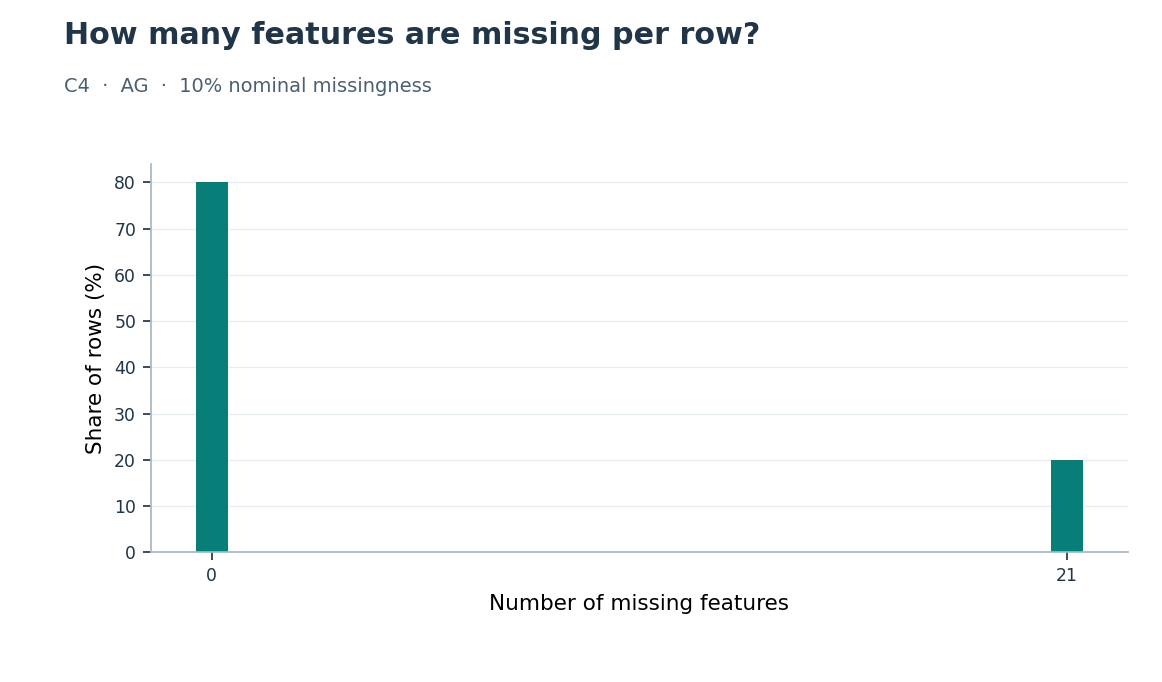 How many features are missing per row?
C4 · AG · 10% nominal missingness
Share of rows (%)
80
70
60
50
40
30
20
10
0
0
21
Number of missing features